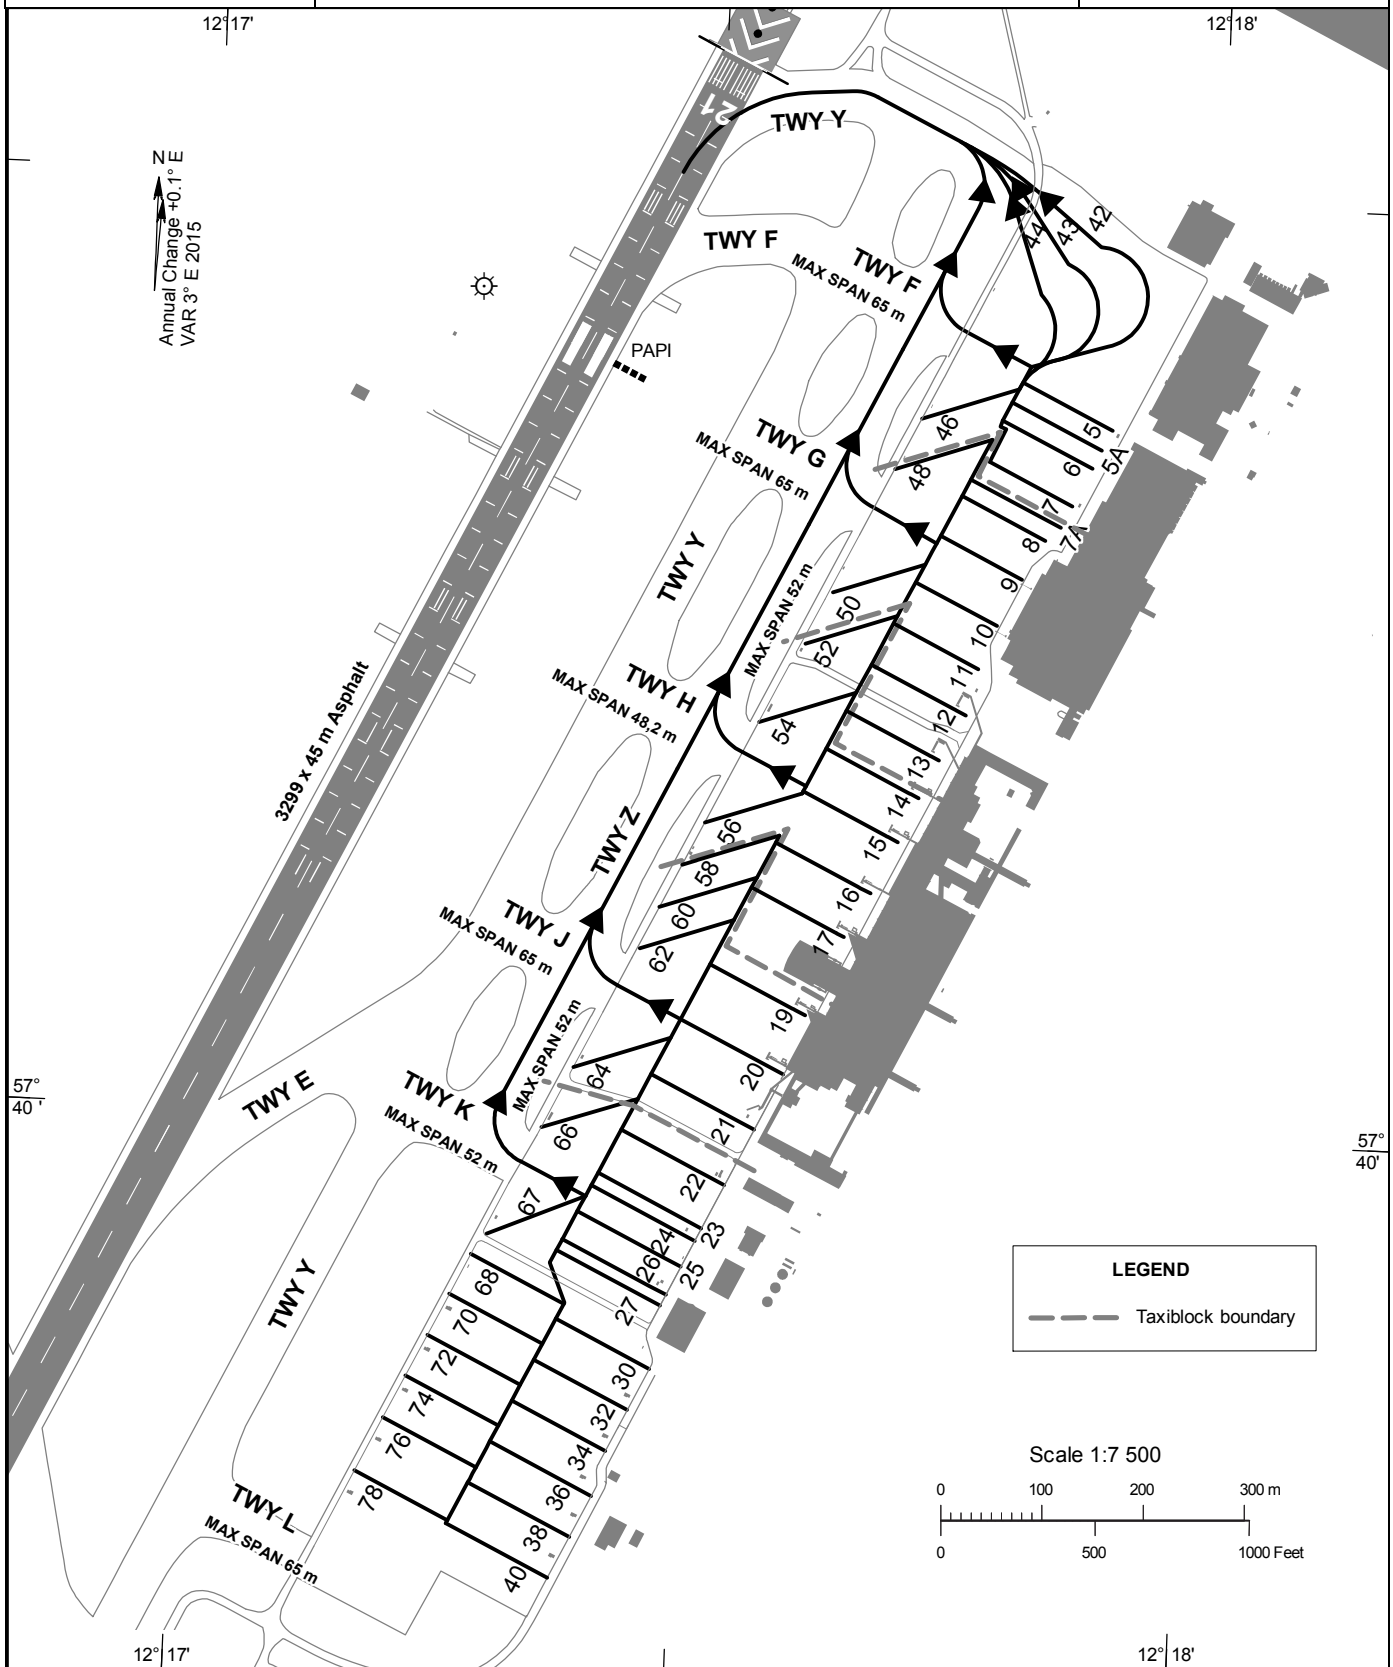 12°17'
12°18'
21
TWY Y
N
Annual Change +0.1° E
VAR 3° E 2015
42
43
44
TWY F
TWY F
MAX SPAN 65 m
PAPI
46
5
5A
6
TWY G
MAX SPAN 65 m
48
7
7A
8
TWY Y
MAX SPAN 52 m
9
50
10
52
11
TWY H
MAX SPAN 48,2 m
12
54
13
3299 x 45 m Asphalt
14
15
TWY Z
56
58
16
60
17
TWY J
MAX SPAN 65 m
62
19
MAX SPAN 52 m
20
64
TWY E
57°
40 '
TWY K
MAX SPAN 52 m
21
66
57°
40'
22
67
23
24
25
26
27
LEGEND
Taxiblock boundary
TWY Y
68
70
30
72
32
74
34
76
36
78
38
40
TWY L
MAX SPAN 65 m
Scale 1:7 500
0 100 200 300 m
0 500 1000 Feet
12°17'
12°18'